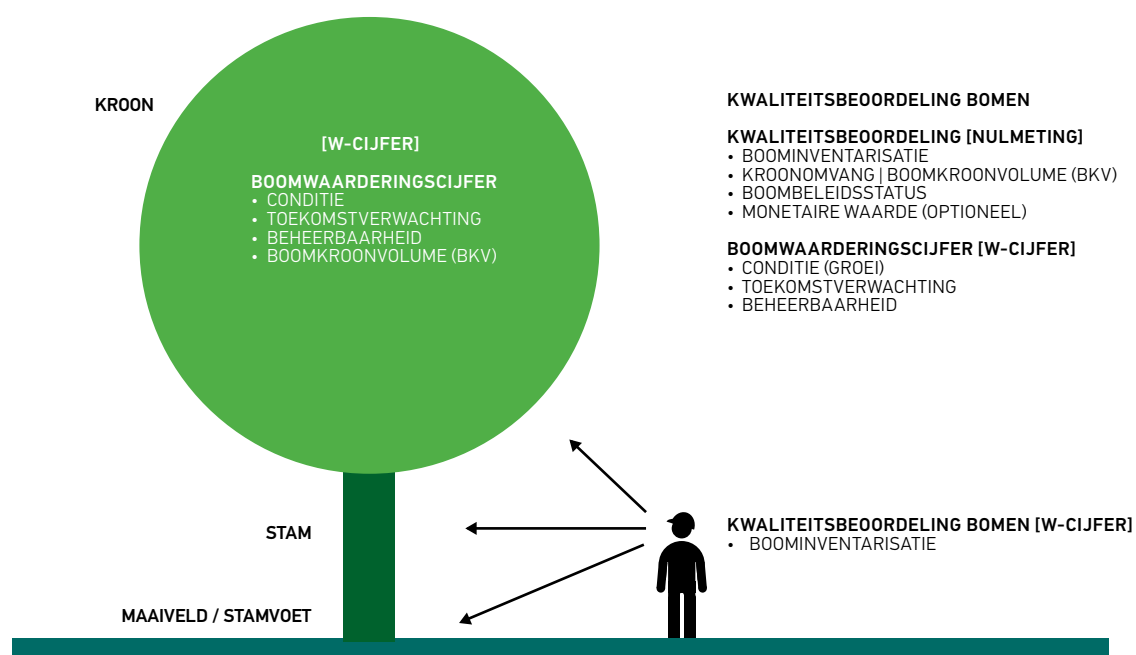 KROON
[W-CIJFER]
BOOMWAARDERINGSCIJFER
• CONDITIE
• TOEKOMSTVERWACHTING
• BEHEERBAARHEID
• BOOMKROONVOLUME (BKV)
KWALITEITSBEOORDELING BOMEN
KWALITEITSBEOORDELING [NULMETING]
• BOOMINVENTARISATIE
• KROONOMVANG | BOOMKROONVOLUME (BKV)
• BOOMBELEIDSSTATUS
• MONETAIRE WAARDE (OPTIONEEL)
BOOMWAARDERINGSCIJFER [W-CIJFER]
• CONDITIE (GROEI)
• TOEKOMSTVERWACHTING
• BEHEERBAARHEID
STAM
KWALITEITSBEOORDELING BOMEN [W-CIJFER]
• BOOMINVENTARISATIE
MAAIVELD / STAMVOET